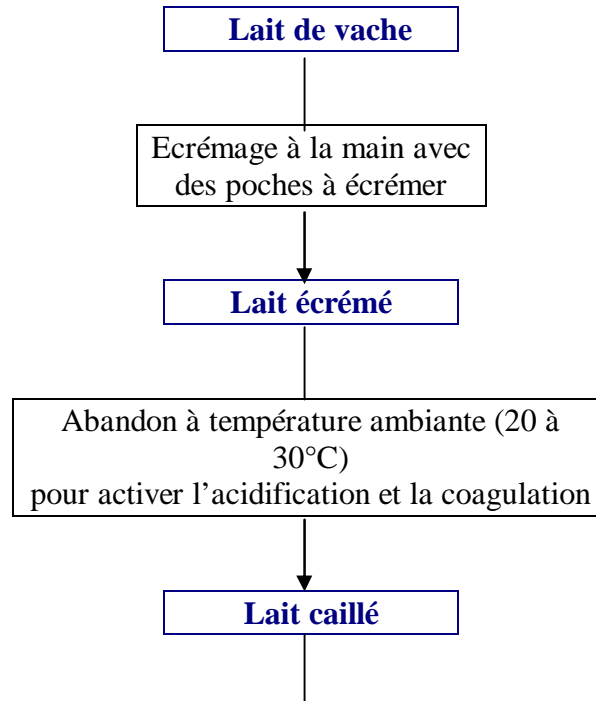 Lait de vache
Ecrémage à la main avec
des poches à écrémer
Lait écrémé
Abandon à température ambiante (20 à
30°C)
pour activer l’acidification et la coagulation
Lait caillé